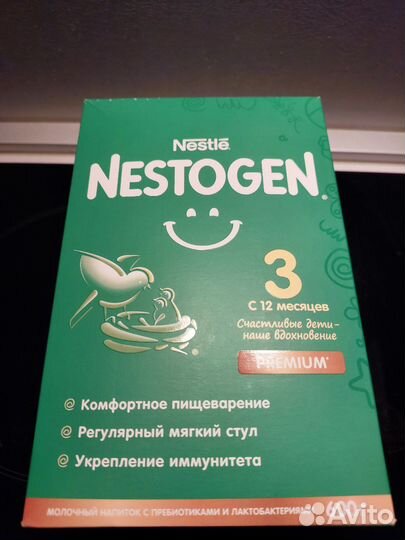 Nestlé
NESTOGEN®
3
С 12 месяцев
Счастливые дети–
наше вдохновение
PREMIUM*
Комфортное пищеварение
Регулярный мягкий стул
Укрепление иммунитета
МОЛОЧНЫЙ НАПИТОК С ПРЕБИОТИКАМИ И ЛАКТОБАКТЕРИЯМИ
Avito